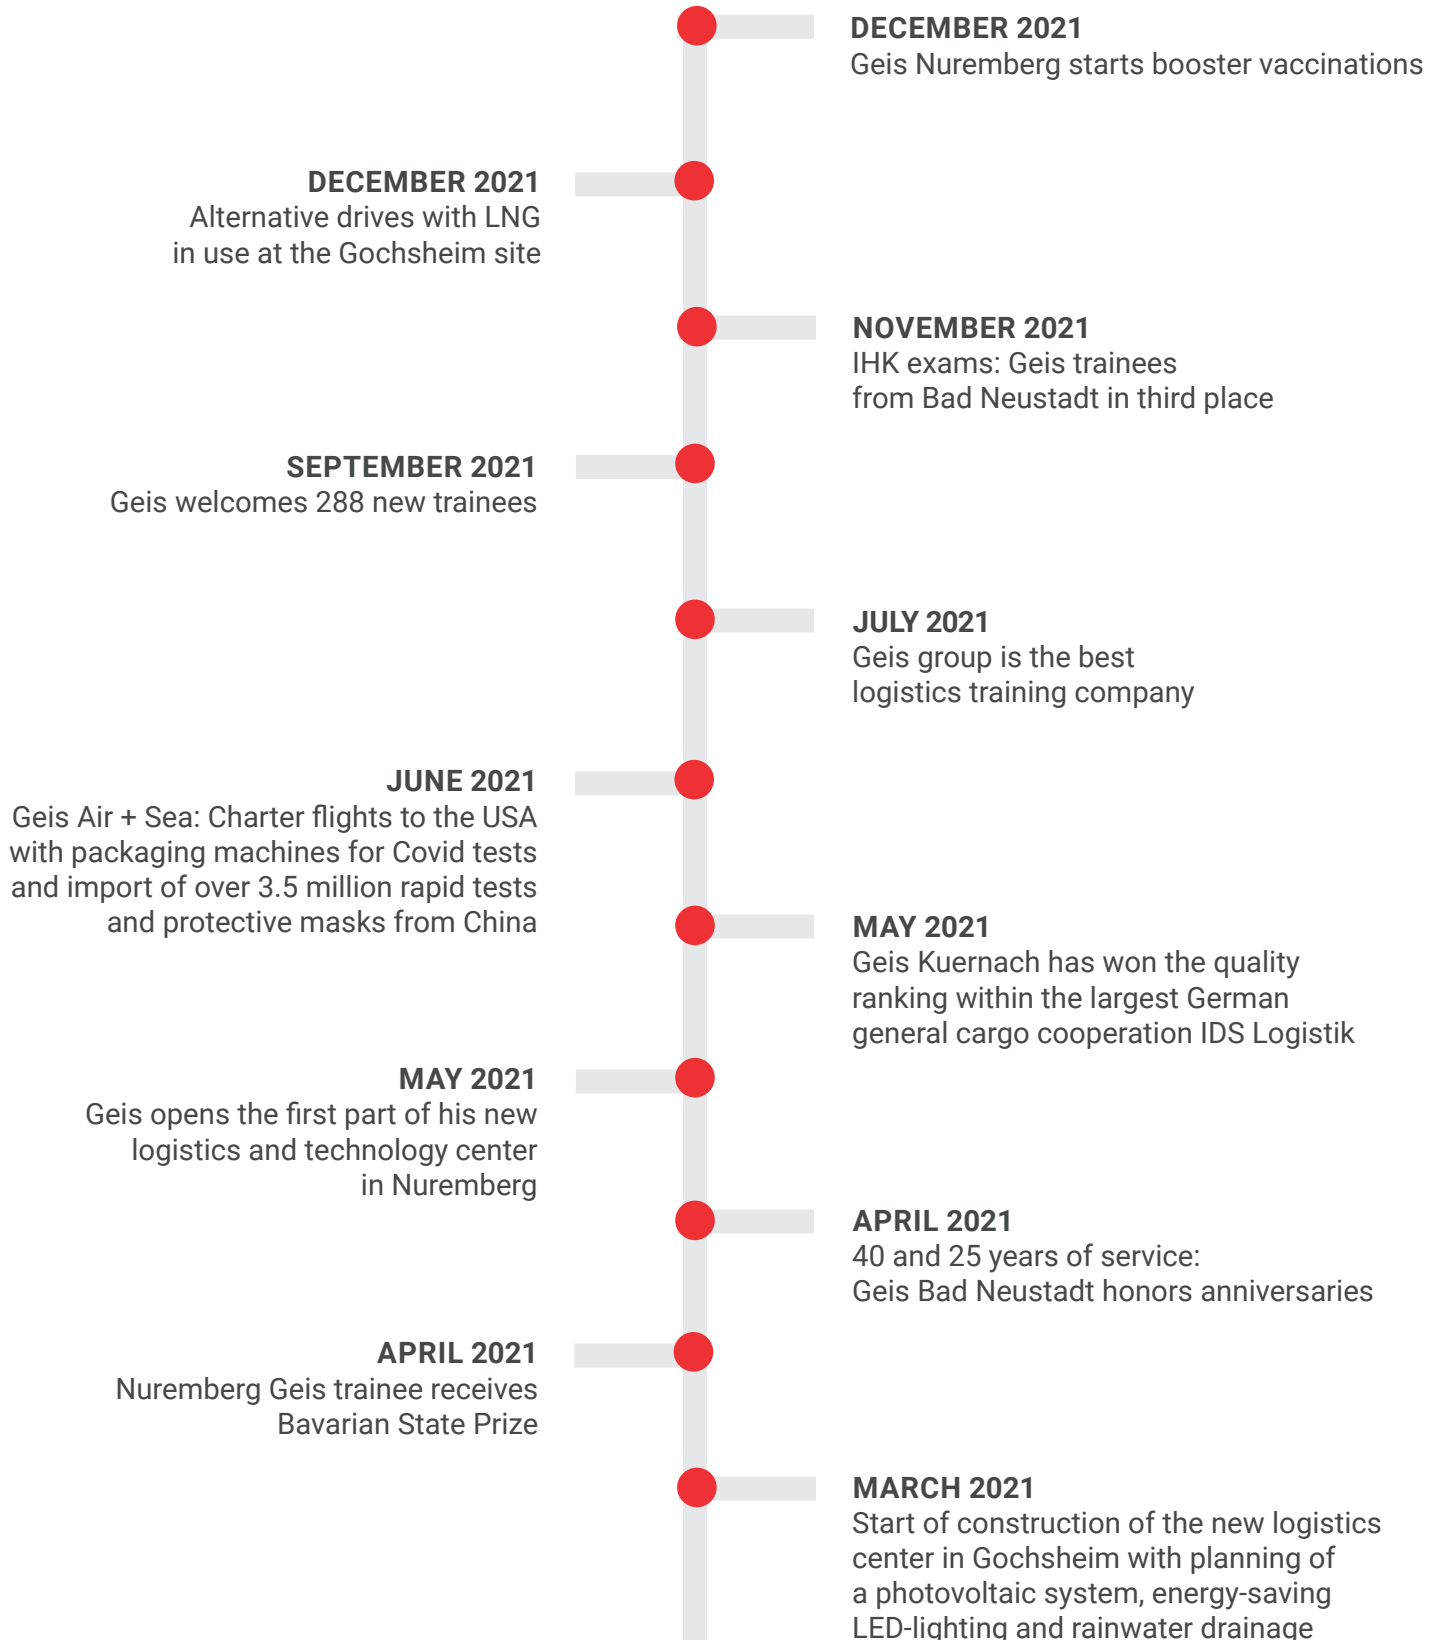 DECEMBER 2021
Geis Nuremberg starts booster vaccinations
DECEMBER 2021
Alternative drives with LNG
in use at the Gochsheim site
NOVEMBER 2021
IHK exams: Geis trainees
from Bad Neustadt in third place
SEPTEMBER 2021
Geis welcomes 288 new trainees
JULY 2021
Geis group is the best
logistics training company
JUNE 2021
Geis Air + Sea: Charter flights to the USA
with packaging machines for Covid tests
and import of over 3.5 million rapid tests
and protective masks from China
MAY 2021
Geis Kuernach has won the quality
ranking within the largest German
general cargo cooperation IDS Logistik
MAY 2021
Geis opens the first part of his new
logistics and technology center
in Nuremberg
APRIL 2021
40 and 25 years of service:
Geis Bad Neustadt honors anniversaries
APRIL 2021
Nuremberg Geis trainee receives
Bavarian State Prize
MARCH 2021
Start of construction of the new logistics
center in Gochsheim with planning of
a photovoltaic system, energy-saving
LED-lighting and rainwater drainage